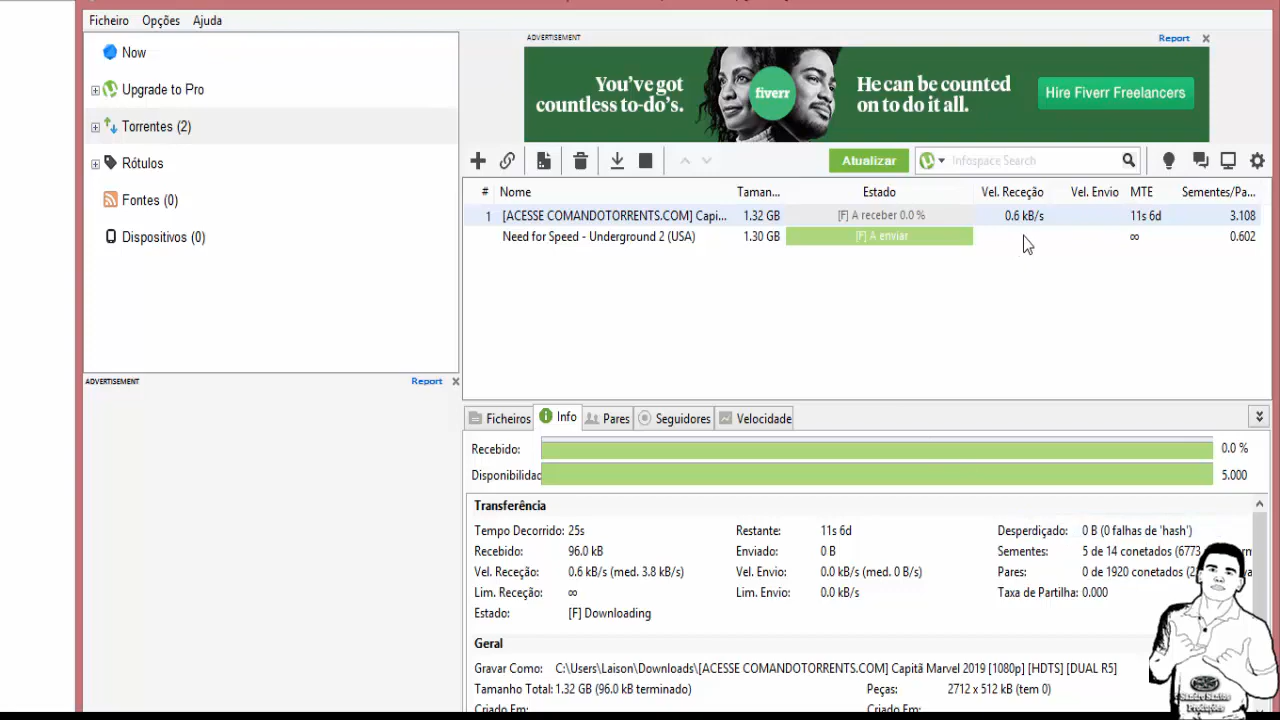 Ficheiro Opções Ajuda
Now
Upgrade to Pro
Torrentes (2)
Rótulos
Fontes (0)
Dispositivos (0)
ADVERTISEMENT Report
ADVERTISEMENT Report
You've got
countless to-do's.
fiverr
He can be counted
on to do it all.
Hire Fiverr Freelancers
Atualizar Infospace Search
# Nome Taman... Estado Vel. Receção Vel. Envio MTE Sementes/Pa...
1 [ACESSE COMANDOTORRENTS.COM] Capi... 1.32 GB [F] A receber 0.0 % 0.6 kB/s 11s 6d 3.108
Need for Speed - Underground 2 (USA) 1.30 GB [F] A enviar ∞ 0.602
Ficheiros Info Pares Seguidores Velocidade
Recebido: 0.0 %
Disponibilidad 5.000
Transferência
Tempo Decorrido: 25s Restante: 11s 6d Desperdiçado: 0 B (0 falhas de 'hash')
Recebido: 96.0 kB Enviado: 0 B Sementes: 5 de 14 conetados (6773
Vel. Receção: 0.6 kB/s (med. 3.8 kB/s) Vel. Envio: 0.0 kB/s (med. 0 B/s) Pares: 0 de 1920 conetados (2
Lim. Receção: ∞ Lim. Envio: 0.0 kB/s Taxa de Partilha: 0.000
Estado: [F] Downloading
Geral
Gravar Como: C:\Users\Laison\Downloads\[ACESSE COMANDOTORRENTS.COM] Capitã Marvel 2019 [1080p] [HDTS] [DUAL R5]
Tamanho Total: 1.32 GB (96.0 kB terminado) Peças: 2712 x 512 kB (tem 0)
Criado Em: Criado Em:
Sandro Santos
Produções